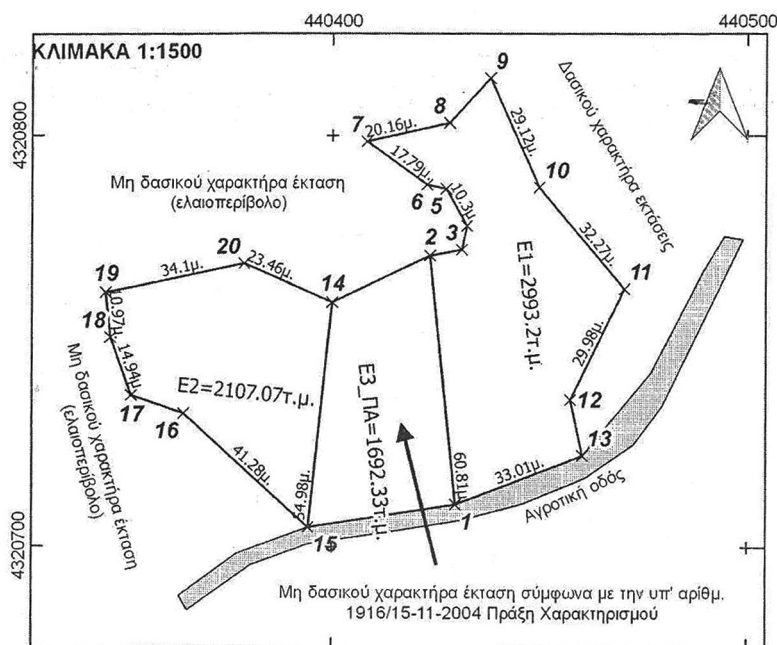 440400
440500
ΚΛΙΜΑΚΑ 1:1500
4320800
4320700
9
8
7
20.16μ.
17.79μ.
29.12μ.
Δασικού χαρακτήρα εκτάσεις
10
6
5
10.3μ.
Μη δασικού χαρακτήρα έκταση
(ελαιοπερίβολο)
3
2
32.27μ.
20
23.46μ.
14
19
34.1μ.
11
E1=2993.2τ.μ.
18
0.97μ.
14.94μ.
29.98μ.
E2=2107.07τ.μ.
E3_ΠΑ=1692.33τ.μ.
17
16
12
Μη δασικού χαρακτήρα έκταση
(ελαιοπερίβολο)
41.28μ.
54.98μ.
60.81μ.
33.01μ.
13
1
15
Αγροτική οδός
Μη δασικού χαρακτήρα έκταση σύμφωνα με την υπ' αρίθμ.
1916/15-11-2004 Πράξη Χαρακτηρισμού